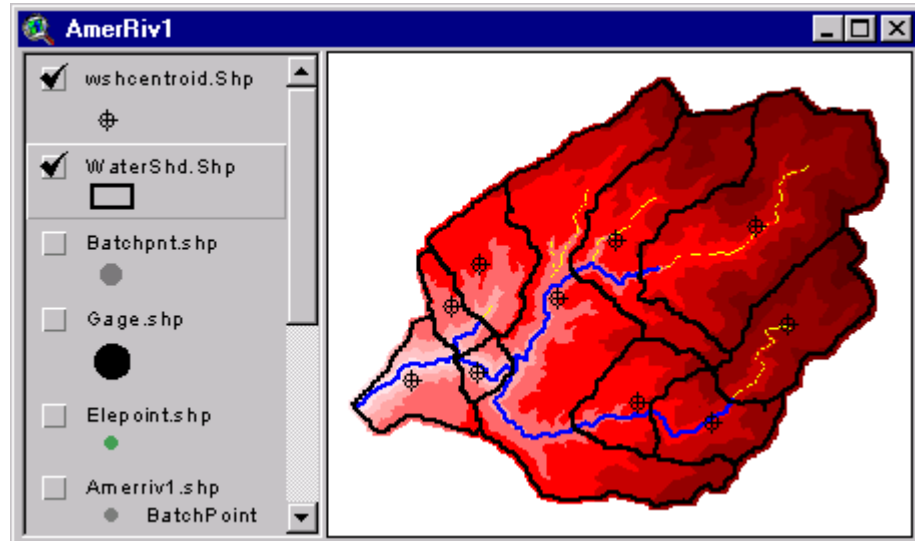 AmerRiv1
wshcentroid.Shp
WaterShd.Shp
Batchpnt.shp
Gage.shp
Elepoint.shp
Amerriv1.shp
BatchPoint